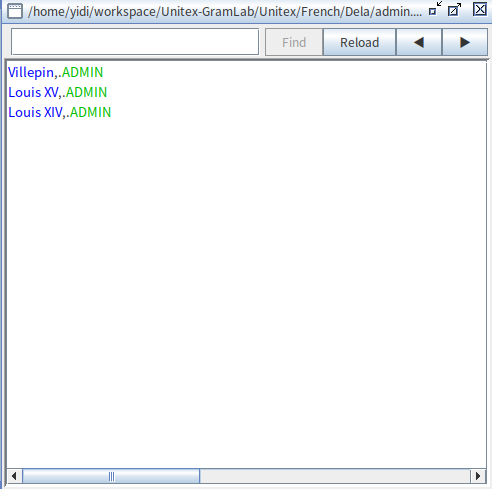 /home/yidi/workspace/Unitex-GramLab/Unitex/French/Dela/admin....
Find
Reload
Villepin,.ADMIN
Louis XV,.ADMIN
Louis XIV,.ADMIN